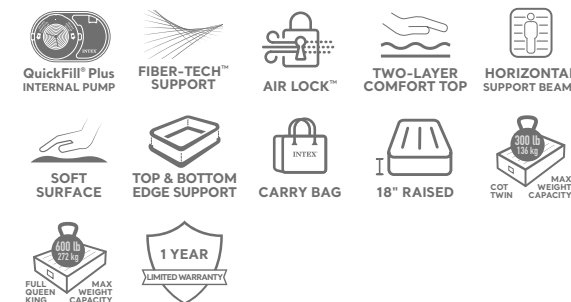 INTEX
QuickFill® Plus
INTERNAL PUMP
FIBER-TECH™
SUPPORT
AIR LOCK™
TWO-LAYER
COMFORT TOP
HORIZONTAL
SUPPORT BEAM
SOFT
SURFACE
TOP & BOTTOM
EDGE SUPPORT
INTEX
CARRY BAG
18" RAISED
300 lb
136 kg
COT
TWIN
MAX
WEIGHT
CAPACITY
600 lb
272 kg
FULL
QUEEN
KING
MAX
WEIGHT
CAPACITY
1 YEAR
LIMITED WARRANTY